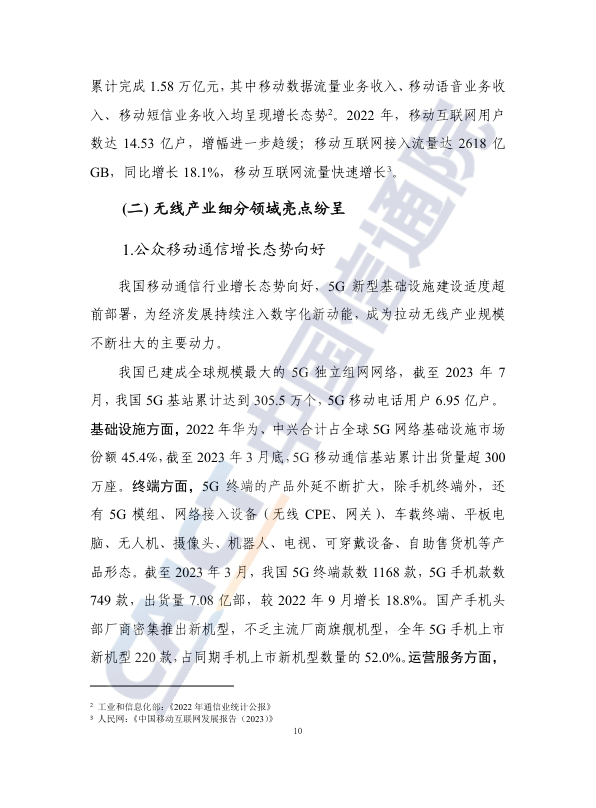 累计完成 1.58 万亿元，其中移动数据流量业务收入、移动语音业务收
入、移动短信业务收入均呈现增长态势2。2022 年，移动互联网用户
数达 14.53 亿户，增幅进一步趋缓；移动互联网接入流量达 2618 亿
GB，同比增长 18.1%，移动互联网流量快速增长3。
(二) 无线产业细分领域亮点纷呈
1.公众移动通信增长态势向好
我国移动通信行业增长态势向好，5G 新型基础设施建设适度超
前部署，为经济发展持续注入数字化新动能，成为拉动无线产业规模
不断壮大的主要动力。
我国已建成全球规模最大的 5G 独立组网网络，截至 2023 年 7
月，我国 5G 基站累计达到 305.5 万个，5G 移动电话用户 6.95 亿户。
基础设施方面，2022 年华为、中兴合计占全球 5G 网络基础设施市场
份额 45.4%，截至 2023 年 3 月底，5G 移动通信基站累计出货量超 300
万座。终端方面，5G 终端的产品外延不断扩大，除手机终端外，还
有 5G 模组、网络接入设备（无线 CPE、网关）、车载终端、平板电
脑、无人机、摄像头、机器人、电视、可穿戴设备、自助售货机等产
品形态。截至 2023 年 3 月，我国 5G 终端款数 1168 款，5G 手机款数
749 款，出货量 7.08 亿部，较 2022 年 9 月增长 18.8%。国产手机头
部厂商密集推出新机型，不乏主流厂商旗舰机型，全年 5G 手机上市
新机型 220 款，占同期手机上市新机型数量的 52.0%。运营服务方面，
2 工业和信息化部：《2022 年通信业统计公报》
3 人民网：《中国移动互联网发展报告（2023）》
10
CAICT 中国信通院